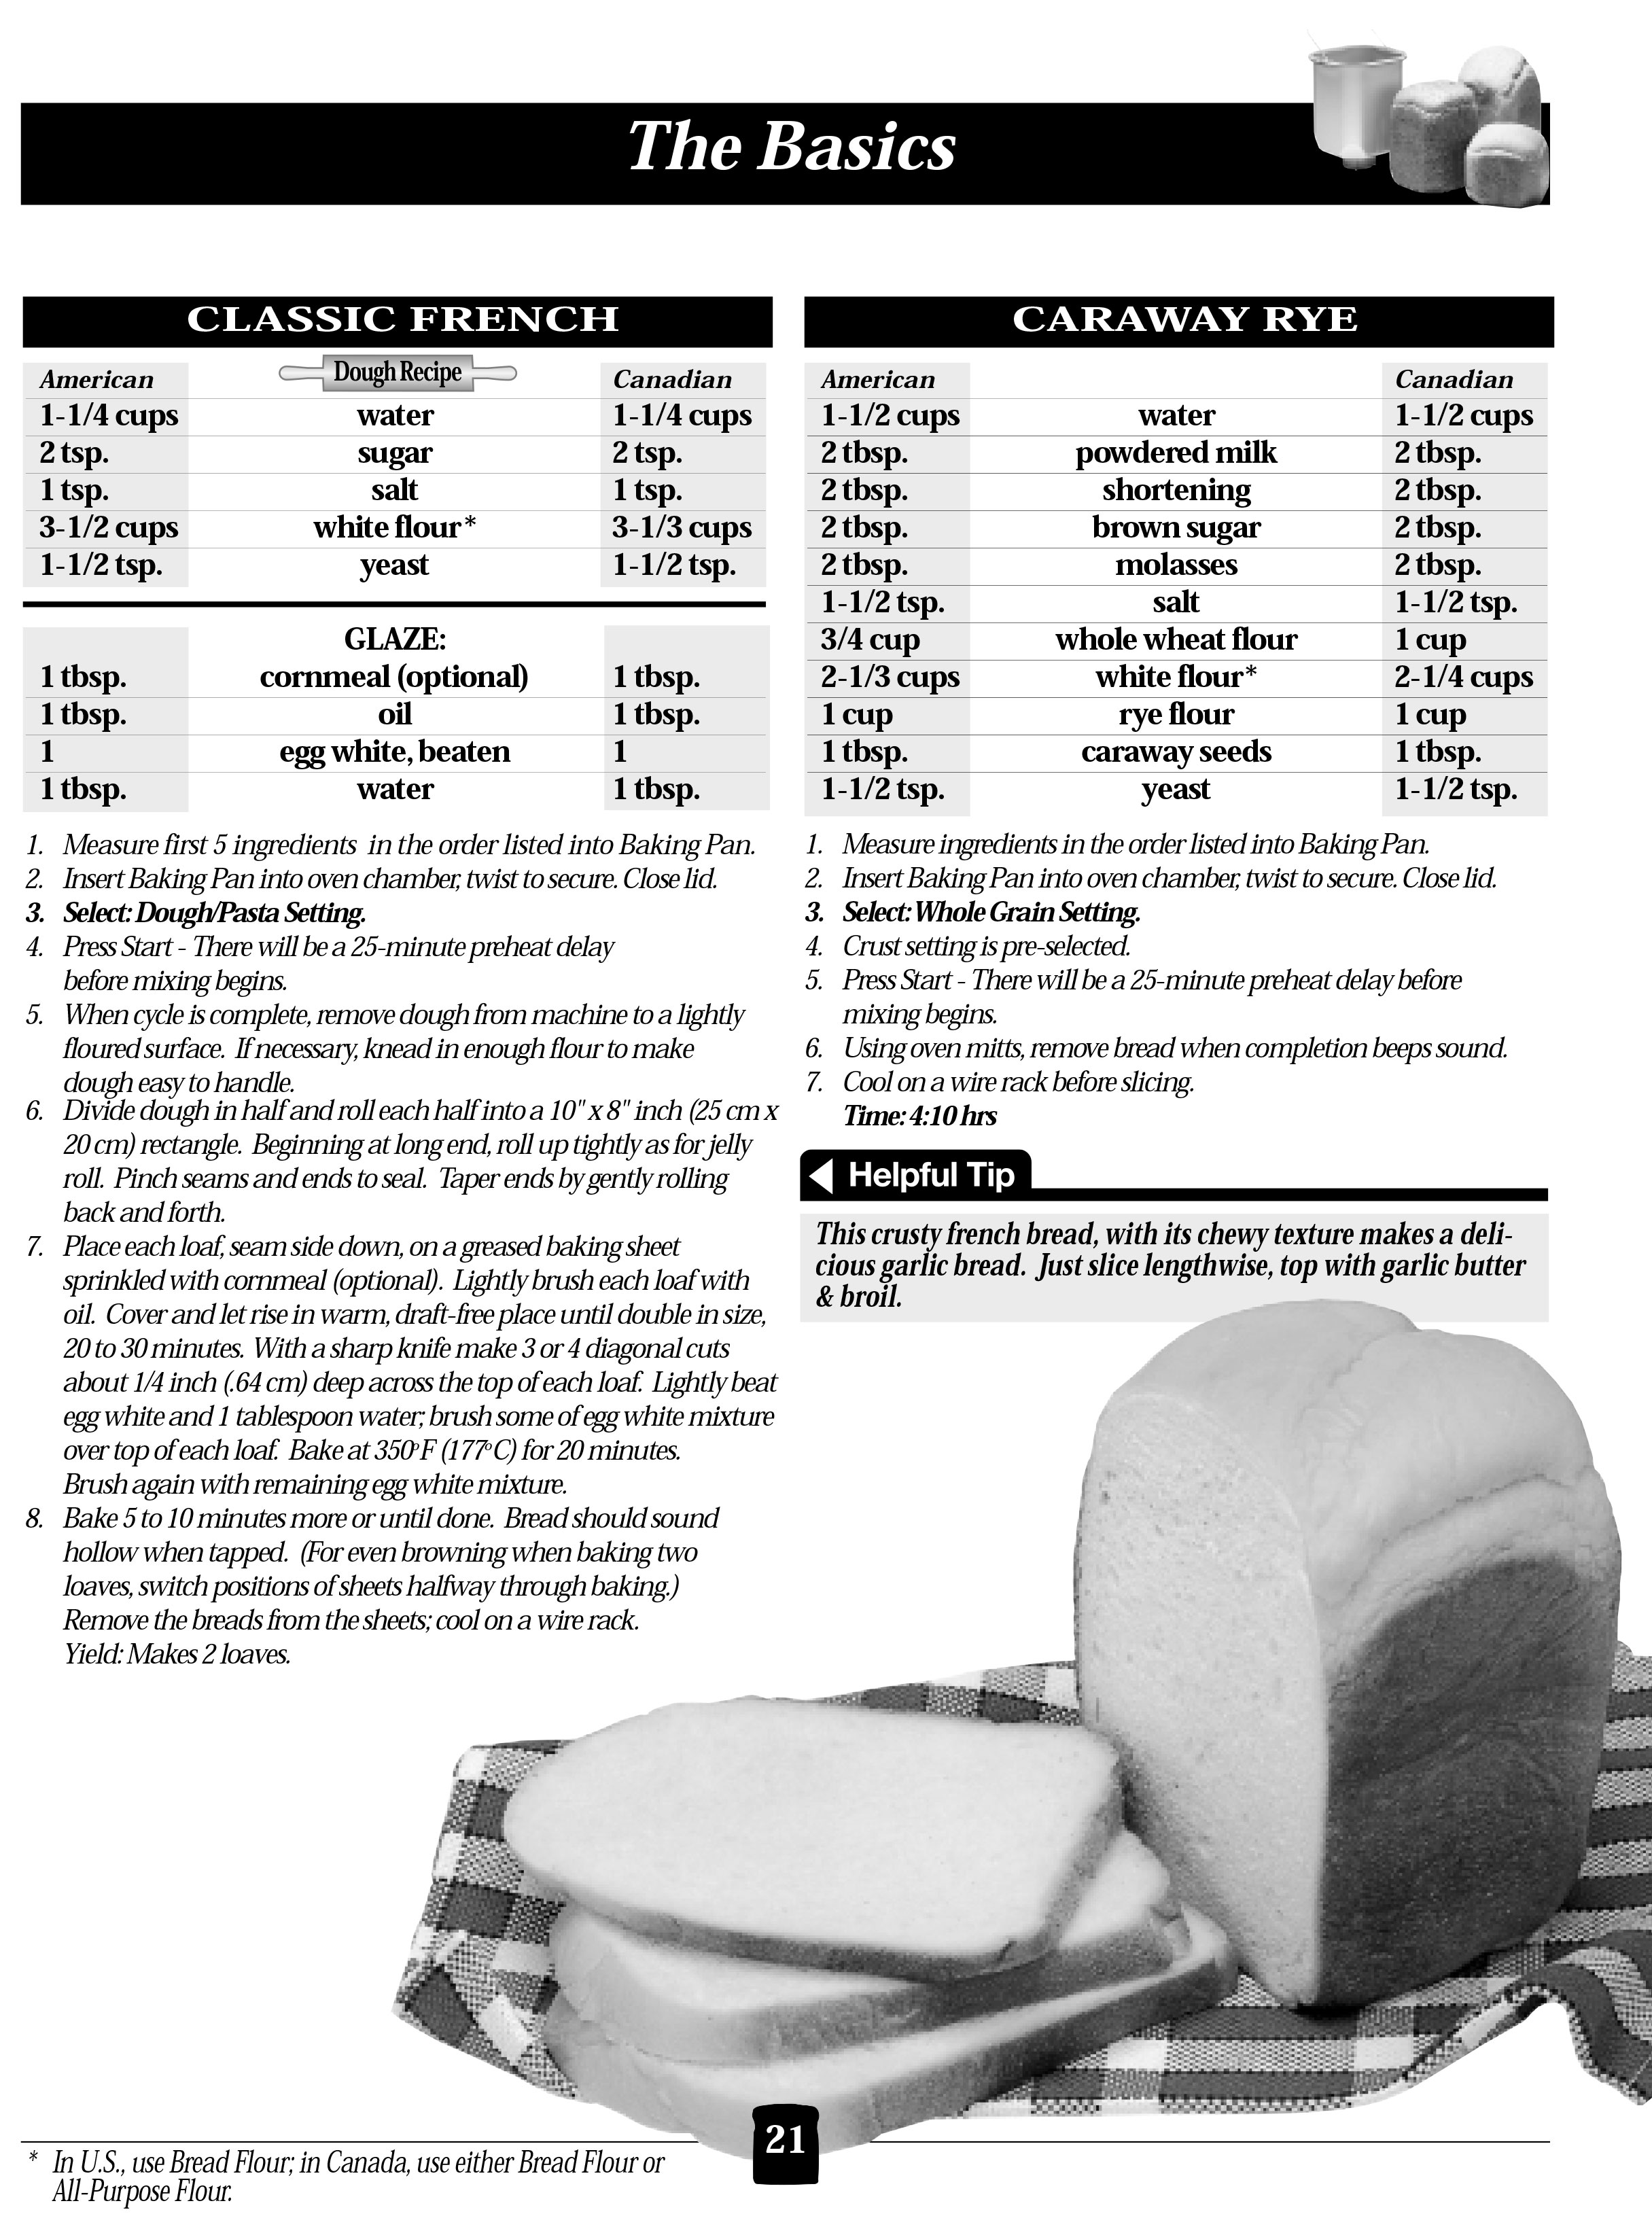 The Basics
CLASSIC FRENCH
American Dough Recipe Canadian
1-1/4 cups water 1-1/4 cups
2 tsp. sugar 2 tsp.
1 tsp. salt 1 tsp.
3-1/2 cups white flour* 3-1/3 cups
1-1/2 tsp. yeast 1-1/2 tsp.
GLAZE:
1 tbsp. cornmeal (optional) 1 tbsp.
1 tbsp. oil 1 tbsp.
1 egg white, beaten 1
1 tbsp. water 1 tbsp.
1. Measure first 5 ingredients in the order listed into Baking Pan.
2. Insert Baking Pan into oven chamber, twist to secure. Close lid.
3. Select: Dough/Pasta Setting.
4. Press Start - There will be a 25-minute preheat delay
before mixing begins.
5. When cycle is complete, remove dough from machine to a lightly
floured surface. If necessary, knead in enough flour to make
dough easy to handle.
6. Divide dough in half and roll each half into a 10" x 8" inch (25 cm x
20 cm) rectangle. Beginning at long end, roll up tightly as for jelly
roll. Pinch seams and ends to seal. Taper ends by gently rolling
back and forth.
7. Place each loaf, seam side down, on a greased baking sheet
sprinkled with cornmeal (optional). Lightly brush each loaf with
oil. Cover and let rise in warm, draft-free place until double in size,
20 to 30 minutes. With a sharp knife make 3 or 4 diagonal cuts
about 1/4 inch (.64 cm) deep across the top of each loaf. Lightly beat
egg white and 1 tablespoon water; brush some of egg white mixture
over top of each loaf. Bake at 350°F (177°C) for 20 minutes.
Brush again with remaining egg white mixture.
8. Bake 5 to 10 minutes more or until done. Bread should sound
hollow when tapped. (For even browning when baking two
loaves, switch positions of sheets halfway through baking.)
Remove the breads from the sheets; cool on a wire rack.
Yield: Makes 2 loaves.
CARAWAY RYE
American Canadian
1-1/2 cups water 1-1/2 cups
2 tbsp. powdered milk 2 tbsp.
2 tbsp. shortening 2 tbsp.
2 tbsp. brown sugar 2 tbsp.
2 tbsp. molasses 2 tbsp.
1-1/2 tsp. salt 1-1/2 tsp.
3/4 cup whole wheat flour 1 cup
2-1/3 cups white flour* 2-1/4 cups
1 cup rye flour 1 cup
1 tbsp. caraway seeds 1 tbsp.
1-1/2 tsp. yeast 1-1/2 tsp.
1. Measure ingredients in the order listed into Baking Pan.
2. Insert Baking Pan into oven chamber, twist to secure. Close lid.
3. Select: Whole Grain Setting.
4. Crust setting is pre-selected.
5. Press Start - There will be a 25-minute preheat delay before
mixing begins.
6. Using oven mitts, remove bread when completion beeps sound.
7. Cool on a wire rack before slicing.
Time: 4:10 hrs
Helpful Tip
This crusty french bread, with its chewy texture makes a deli-
cious garlic bread. Just slice lengthwise, top with garlic butter
& broil.
21
* In U.S., use Bread Flour; in Canada, use either Bread Flour or
All-Purpose Flour.